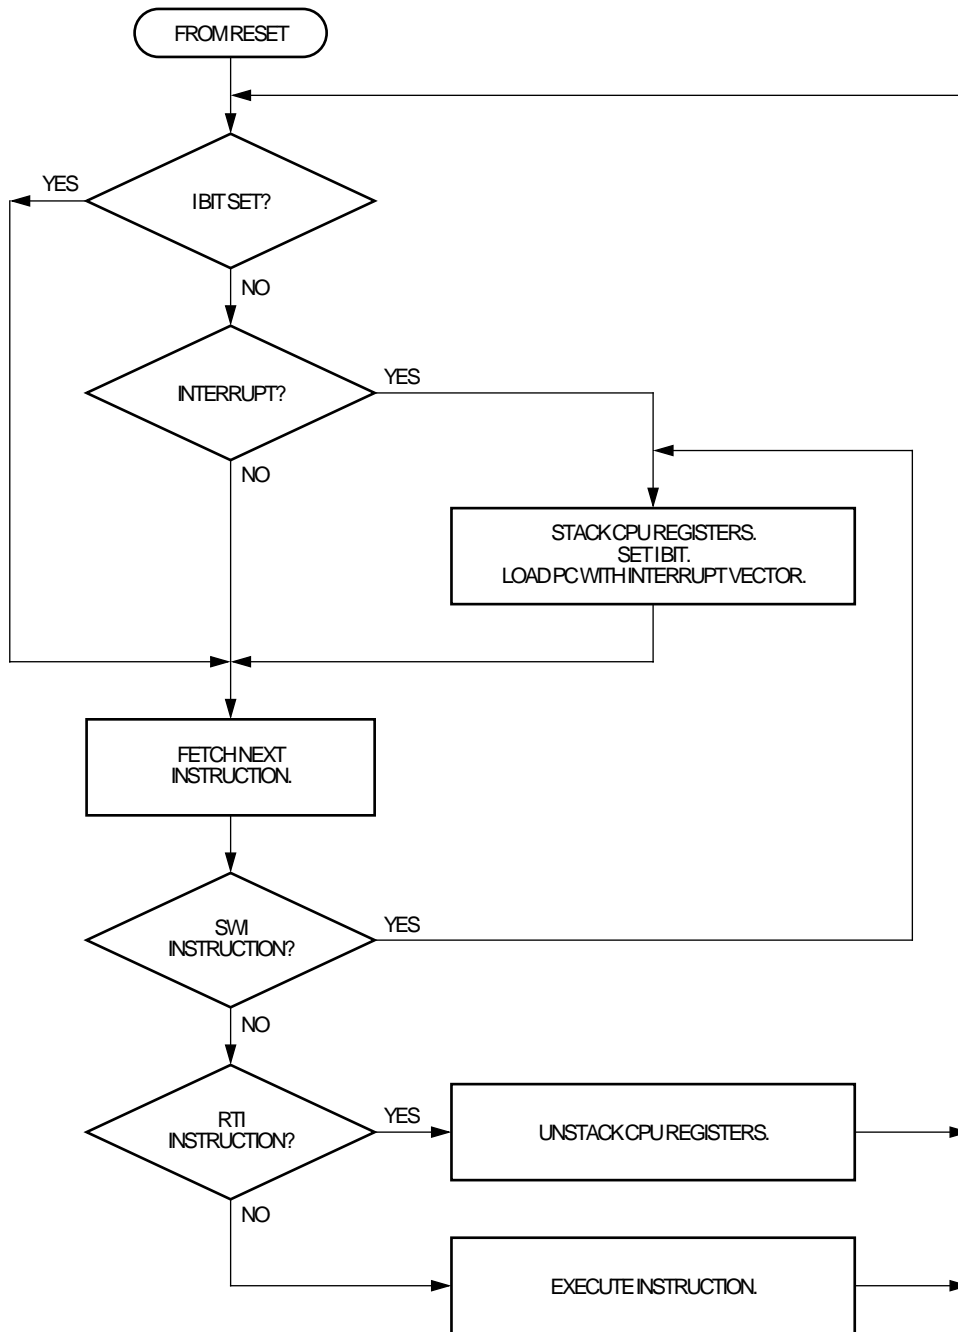 FROM RESET
I BIT SET?
YES
NO
INTERRUPT?
YES
NO
STACK CPU REGISTERS.
SET I BIT.
LOAD PC WITH INTERRUPT VECTOR.
FETCH NEXT
INSTRUCTION.
SWI
INSTRUCTION?
YES
NO
RTI
INSTRUCTION?
YES
UNSTACK CPU REGISTERS.
NO
EXECUTE INSTRUCTION.